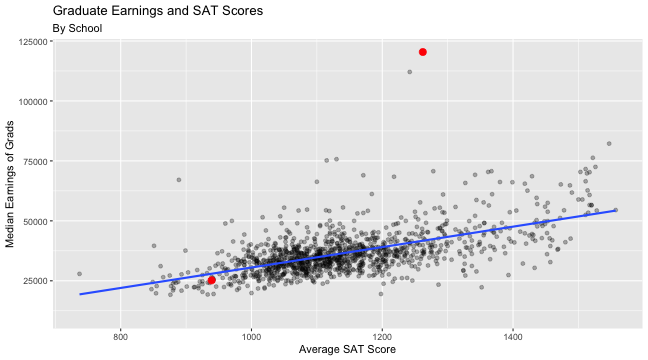 Graduate Earnings and SAT Scores
By School
125000
100000
75000
50000
25000
Median Earnings of Grads
800
1000
1200
1400
Average SAT Score